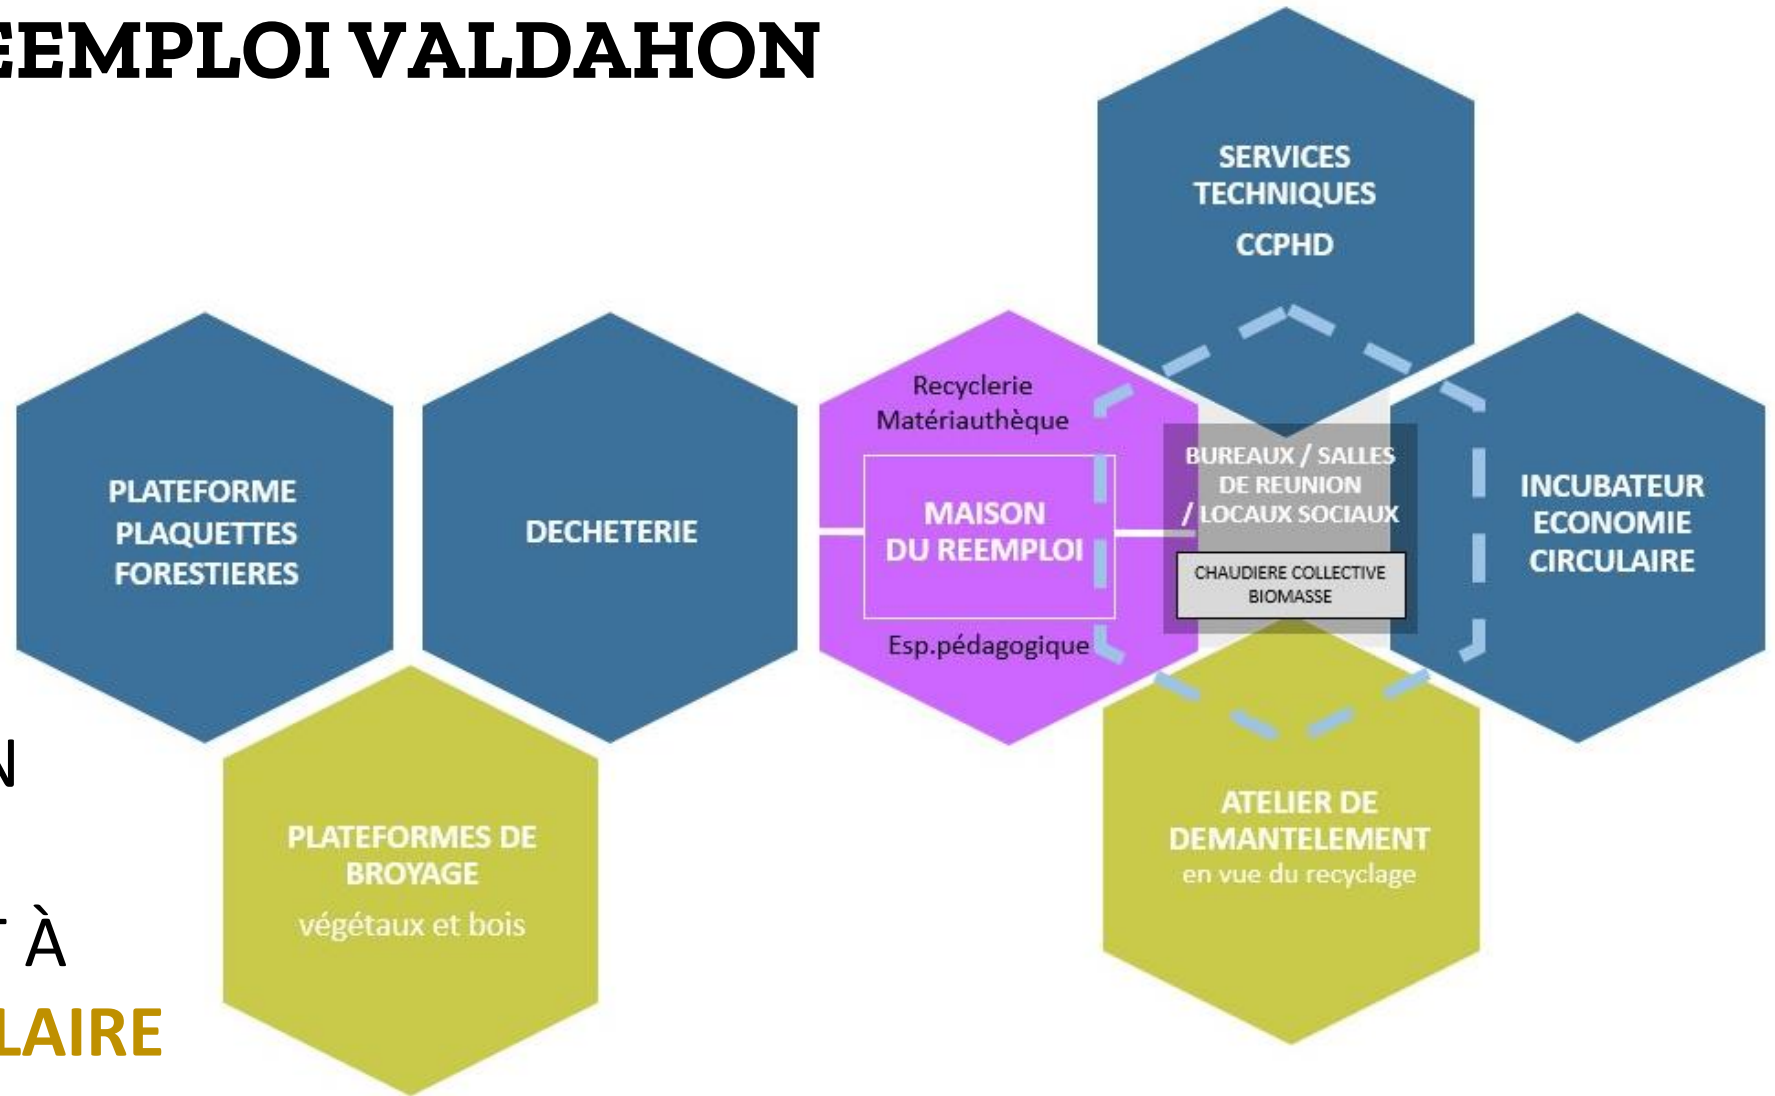 EEMPLOI VALDAHON
SERVICES
TECHNIQUES
CCPHD
PLATEFORME
PLAQUETTES
FORESTIERES
DECHETERIE
Recyclerie
Matériauthèque
MAISON
DU REEMPLOI
Esp.pédagogique
BUREAUX / SALLES
DE REUNION
/ LOCAUX SOCIAUX
CHAUDIERE COLLECTIVE
BIOMASSE
INCUBATEUR
ECONOMIE
CIRCULAIRE
PLATEFORMES DE
BROYAGE
végétaux et bois
ATELIER DE
DEMANTELEMENT
en vue du recyclage
N
T À
LAIRE